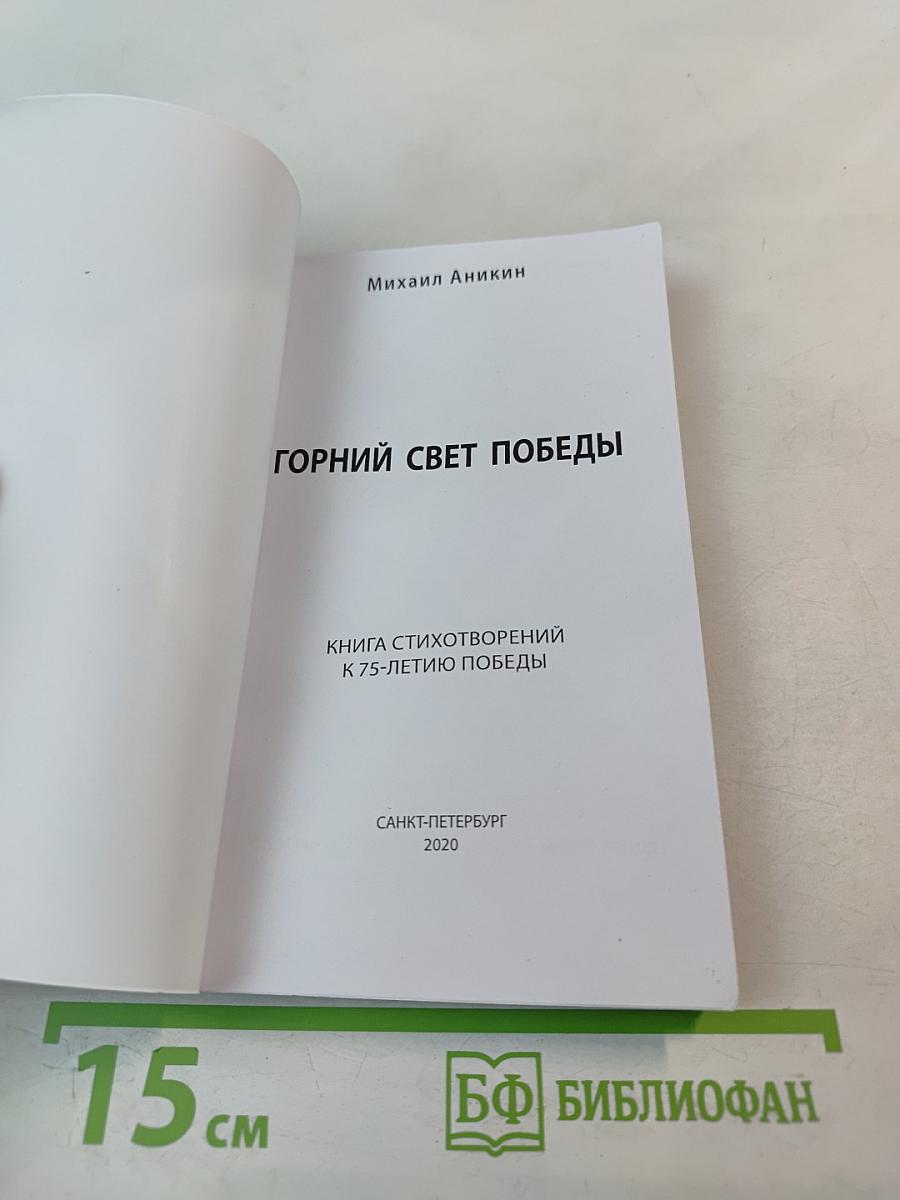 Михаил Аникин
ГОРНИЙ СВЕТ ПОБЕДЫ
КНИГА СТИХОТВОРЕНИЙ
К 75-ЛЕТИЮ ПОБЕДЫ
САНКТ-ПЕТЕРБУРГ
2020
15 см
БФ БИБЛИОФАН